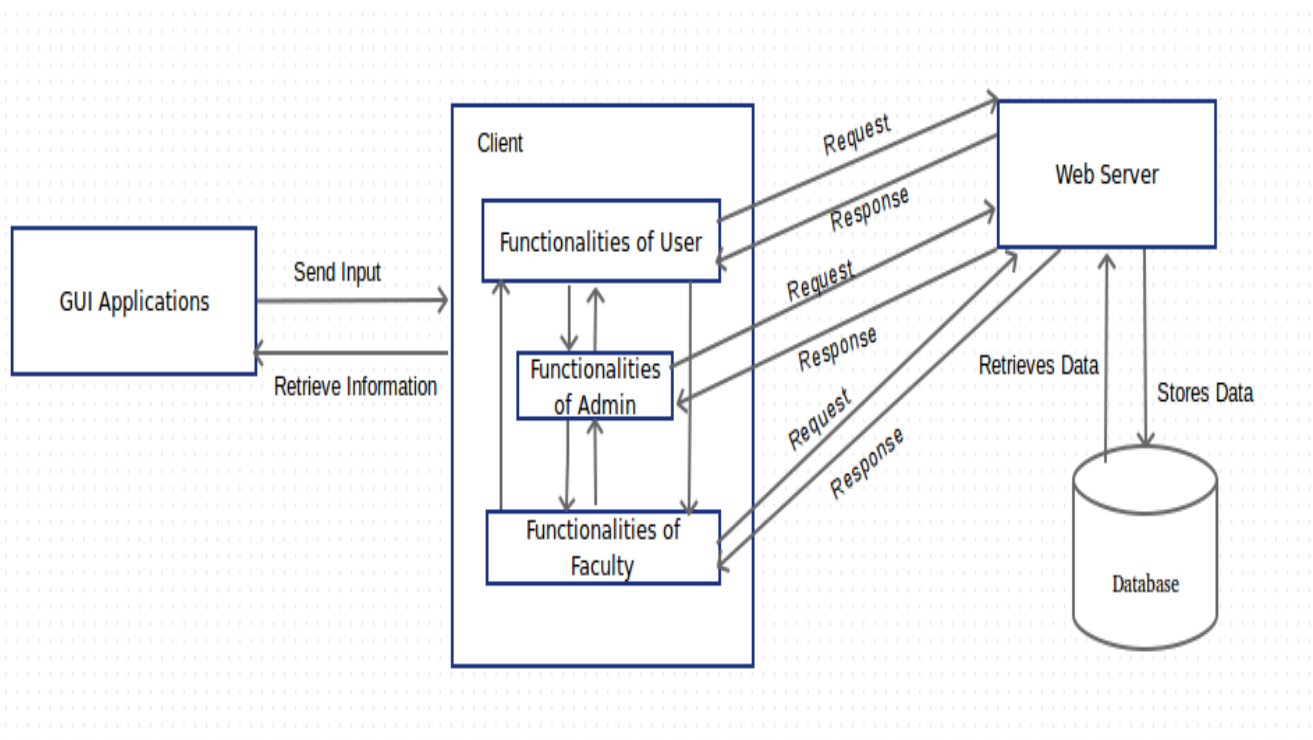 Client
Request
Web Server
Response
Functionalities of User
GUI Applications
Send Input
Request
Retrieve Information
Functionalities
of Admin
Response
Retrieves Data
Stores Data
Request
Response
Functionalities of
Faculty
Database